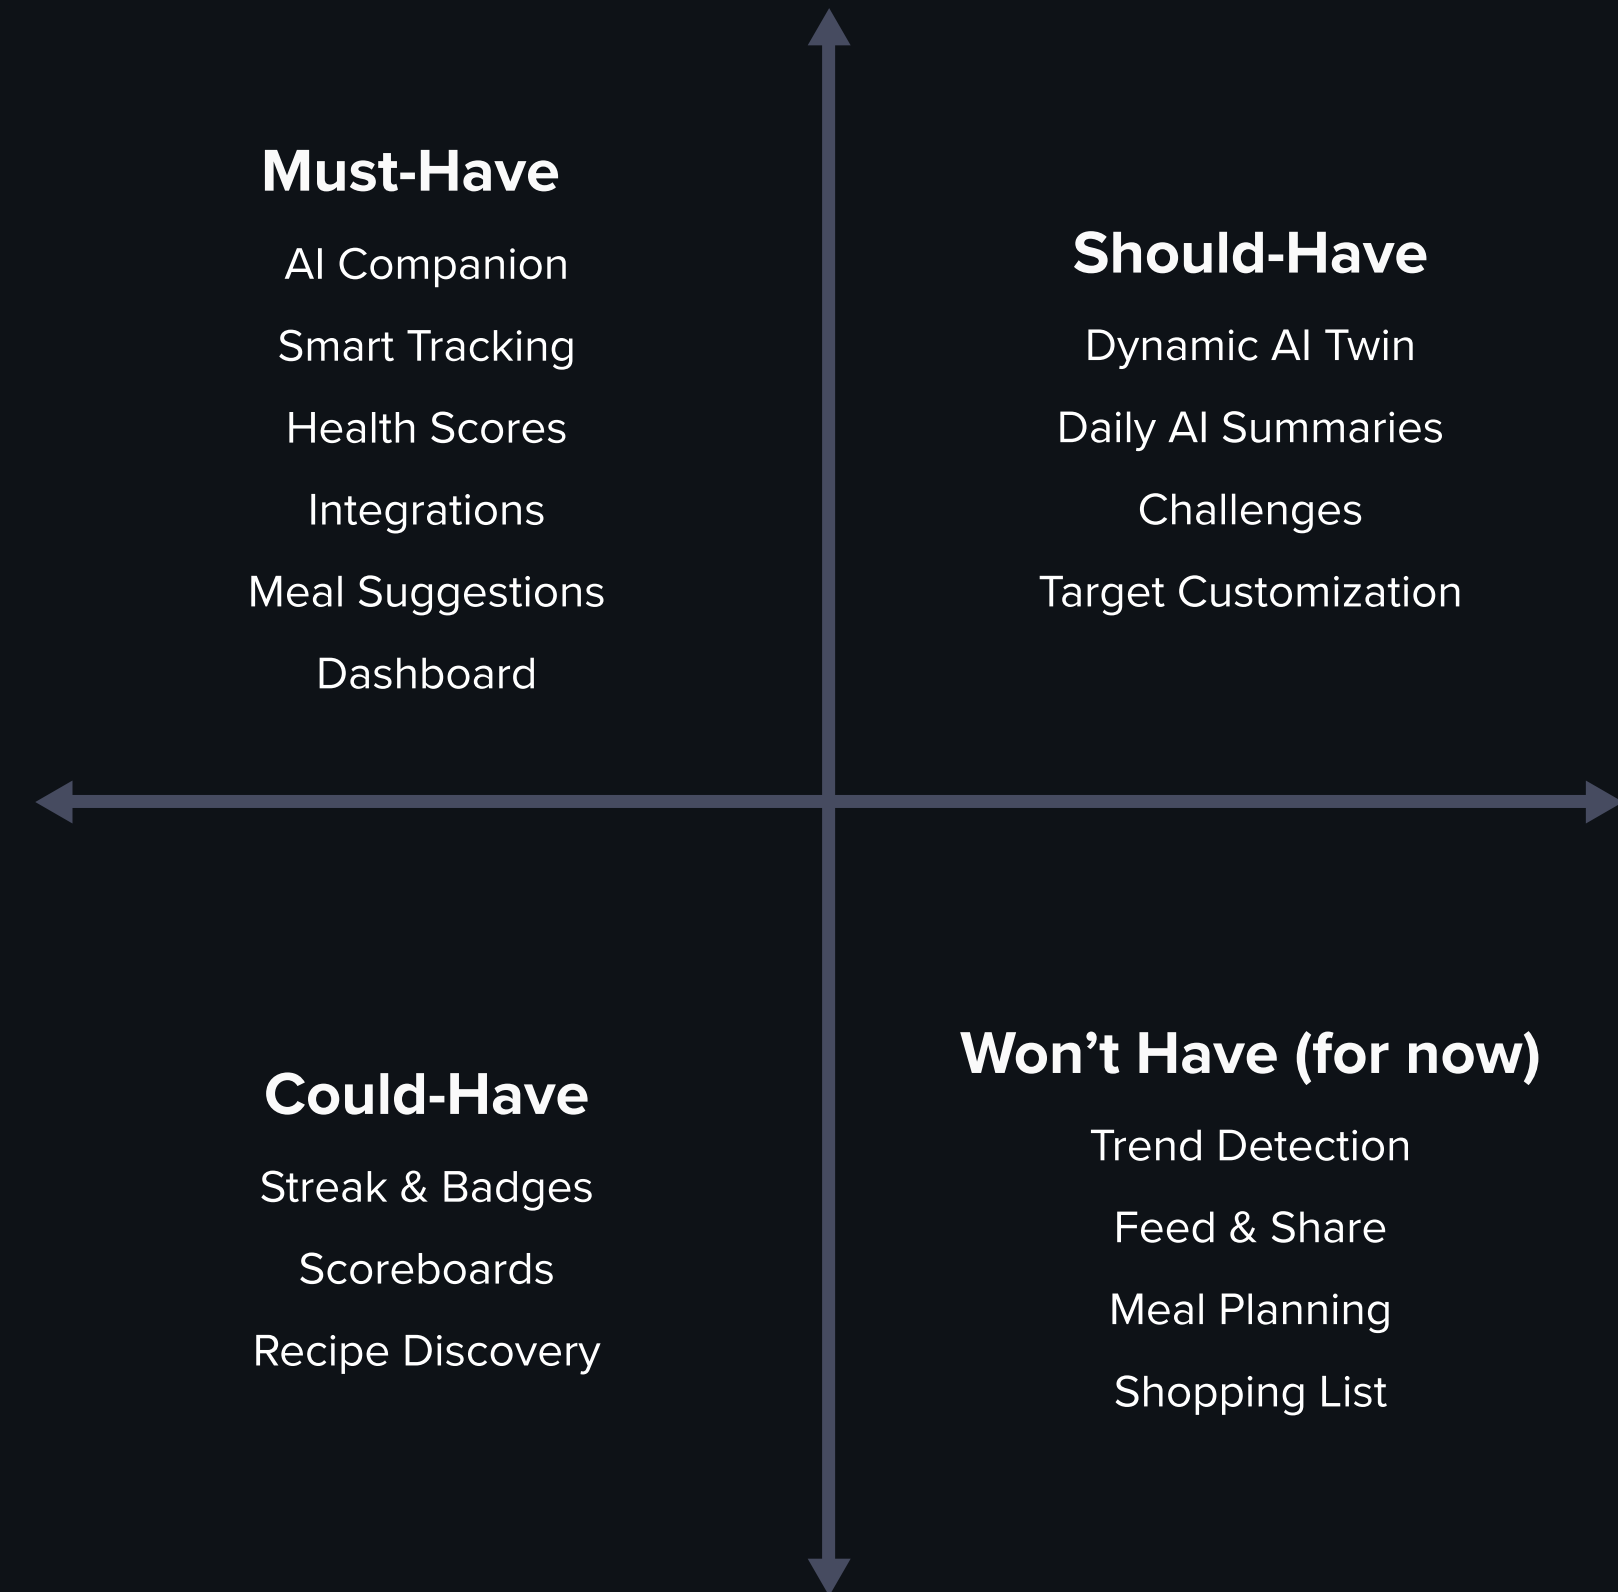 Must-Have
AI Companion
Smart Tracking
Health Scores
Integrations
Meal Suggestions
Dashboard
Should-Have
Dynamic AI Twin
Daily AI Summaries
Challenges
Target Customization
Could-Have
Streak & Badges
Scoreboards
Recipe Discovery
Won’t Have (for now)
Trend Detection
Feed & Share
Meal Planning
Shopping List